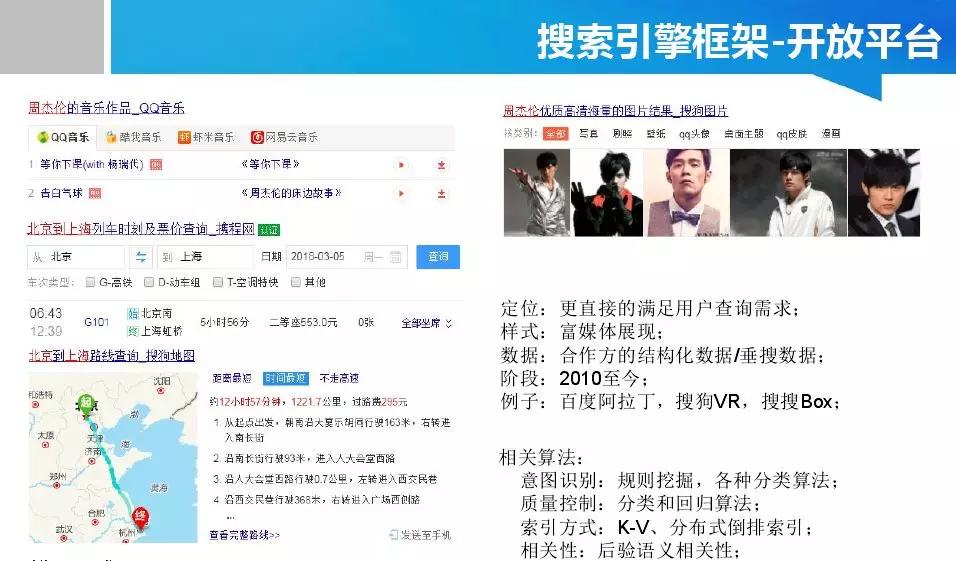 搜索引擎框架-开放平台
周杰伦的音乐作品_QQ音乐
QQ音乐 酷我音乐 虾米音乐 网易云音乐
1 等你下课(with 杨瑞代) 《等你下课》
2 告白气球 《周杰伦的床边故事》
北京到上海列车时刻及票价查询_携程网 认证
从 北京 到 上海 日期 2018-03-05 周一 查询
车次类型: G-高铁 D-动车组 T-空调特快 其他
06:43 始 北京南
G101 5小时56分 二等座553.0元 0张 全部坐席
12:39 终 上海虹桥
北京到上海路线查询_搜狗地图
沈阳
和浩特
起
北京
渤
天津
海
太原
济南
郑州
黄海
合肥
终
武汉
杭州
距离最短 时间最短 不走高速
约12小时57分钟，1221.7公里，过路费295元
1. 从起点出发，朝南沿大宴乐胡同行驶163米，右转进
入南长街
2. 沿南长街行驶93米，进入人大会堂西路
3. 沿人大会堂西路行驶0.7公里，左转进入西交民巷
4. 沿西交民巷行驶368米，右转进入广场西侧路
...
查看完整路线>> 发送至手机
周杰伦优质高清海量的图片结果_搜狗图片
按类别: 全部 写真 剧照 壁纸 qq头像 桌面主题 qq皮肤 漫画
定位：更直接的满足用户查询需求；
样式：富媒体展现；
数据：合作方的结构化数据/垂搜数据；
阶段：2010至今；
例子：百度阿拉丁，搜狗VR，搜搜Box；
相关算法：
意图识别：规则挖掘，各种分类算法；
质量控制：分类和回归算法；
索引方式：K-V、分布式倒排索引；
相关性：后验语义相关性；